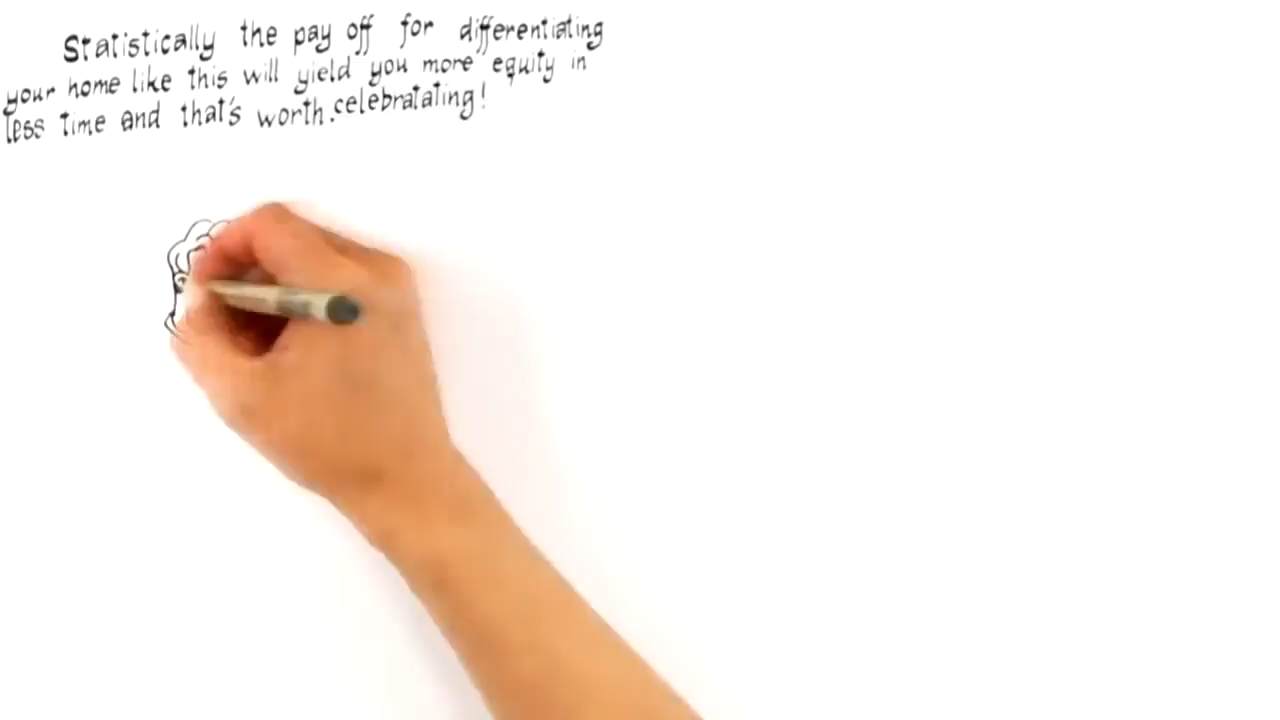 Statistically the pay off for differentiating
your home like this will yield you more equity in
less time and that's worth.celebratating!